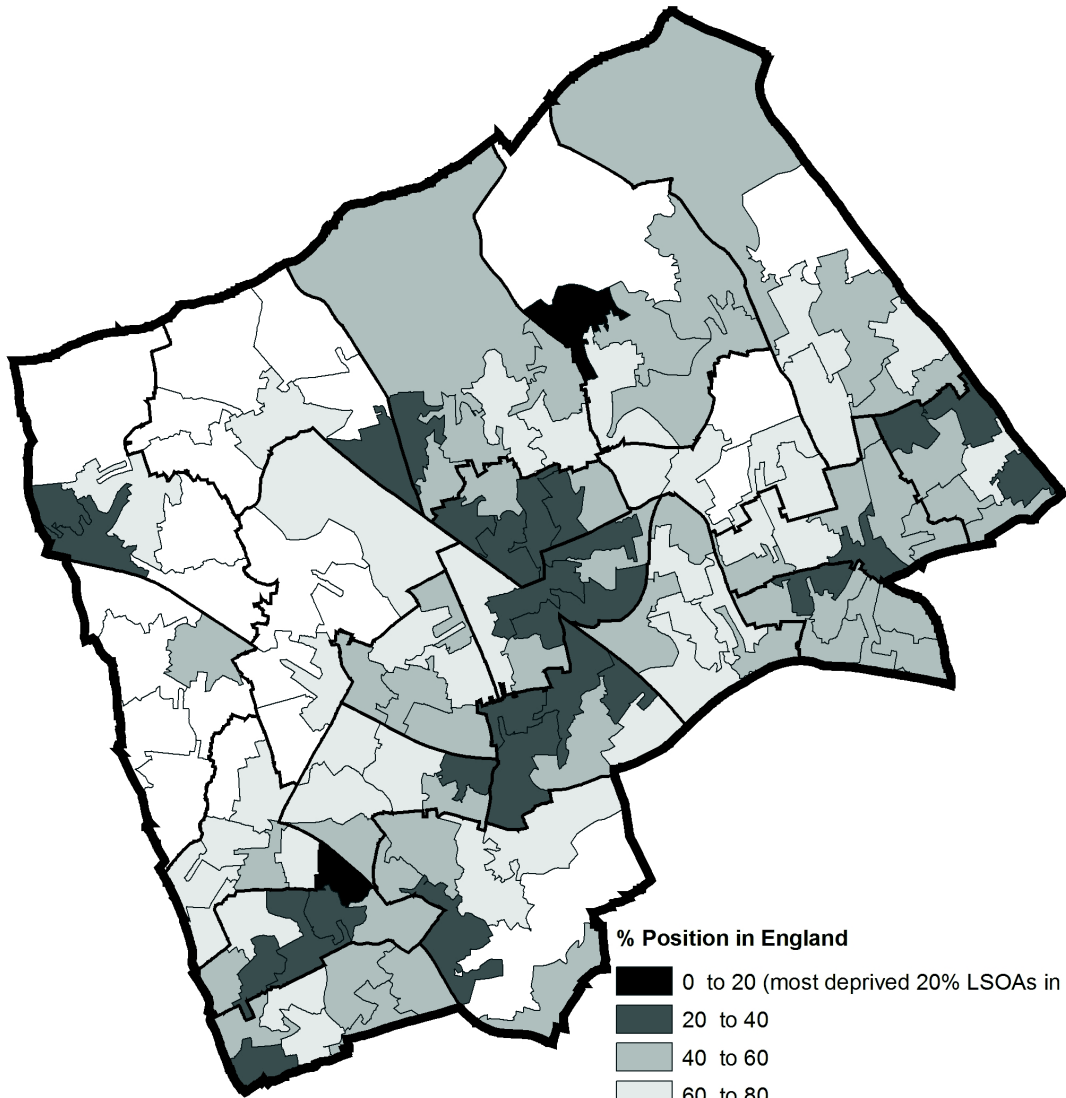 % Position in England
0 to 20 (most deprived 20% LSOAs in
20 to 40
40 to 60
60 to 80